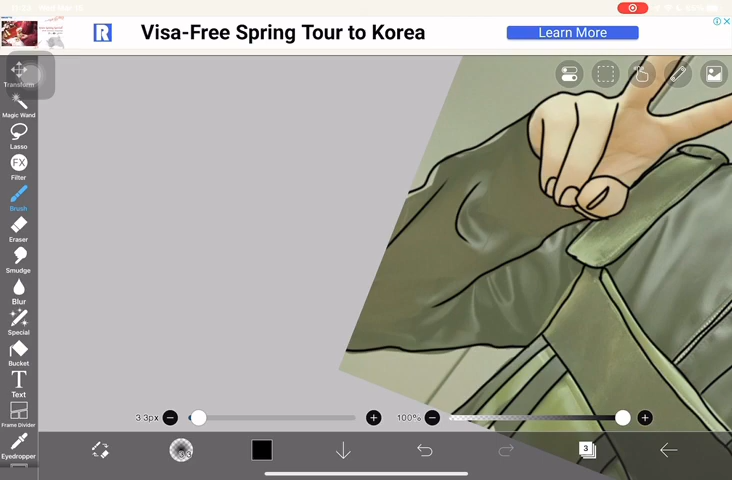 R
Visa-Free Spring Tour to Korea
Learn More
Transform
Magic Wand
Lasso
FX
Filter
Brush
Eraser
Smudge
Blur
Special
Bucket
T
Text
Frame Divider
Eyedropper
3.3px
100%
3